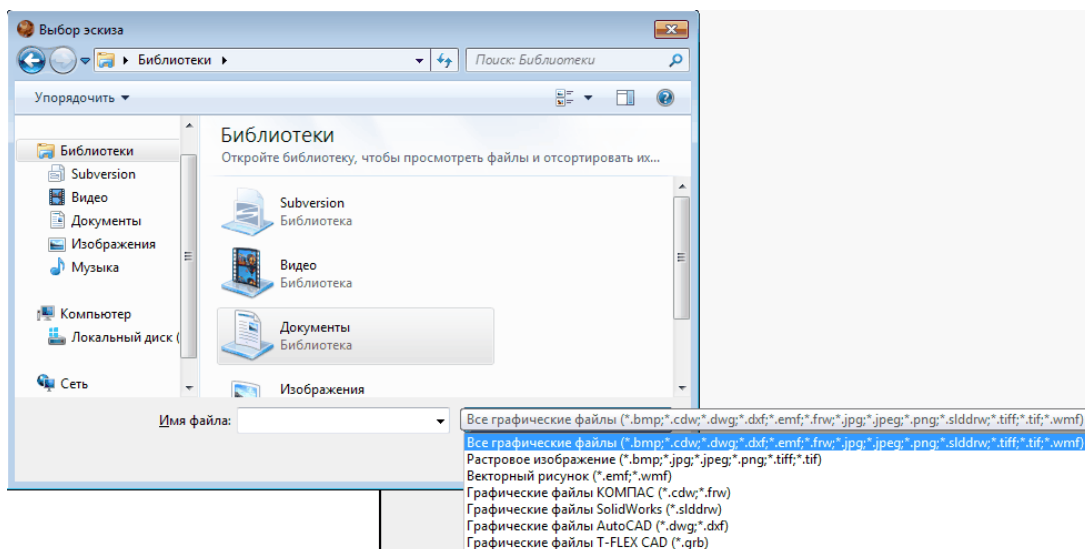 Выбор эскиза
Библиотеки
Поиск: Библиотеки
Упорядочить
Библиотеки
Subversion
Видео
Документы
Изображения
Музыка
Компьютер
Локальный диск (
Сеть
Библиотеки
Откройте библиотеку, чтобы просмотреть файлы и отсортировать их...
Subversion
Библиотека
Видео
Библиотека
Документы
Библиотека
Изображения
Имя файла:
Все графические файлы (*.bmp;*.cdw;*.dwg;*.dxf;*.emf;*.frw;*.jpg;*.jpeg;*.png;*.slddrw;*.tiff;*.tif;*.wmf)
Все графические файлы (*.bmp;*.cdw;*.dwg;*.dxf;*.emf;*.frw;*.jpg;*.jpeg;*.png;*.slddrw;*.tiff;*.tif;*.wmf)
Растровое изображение (*.bmp;*.jpg;*.jpeg;*.png;*.tiff;*.tif)
Векторный рисунок (*.emf;*.wmf)
Графические файлы КОМПАС (*.cdw;*.frw)
Графические файлы SolidWorks (*.slddrw)
Графические файлы AutoCAD (*.dwg;*.dxf)
Графические файлы T-FLEX CAD (*.grb)